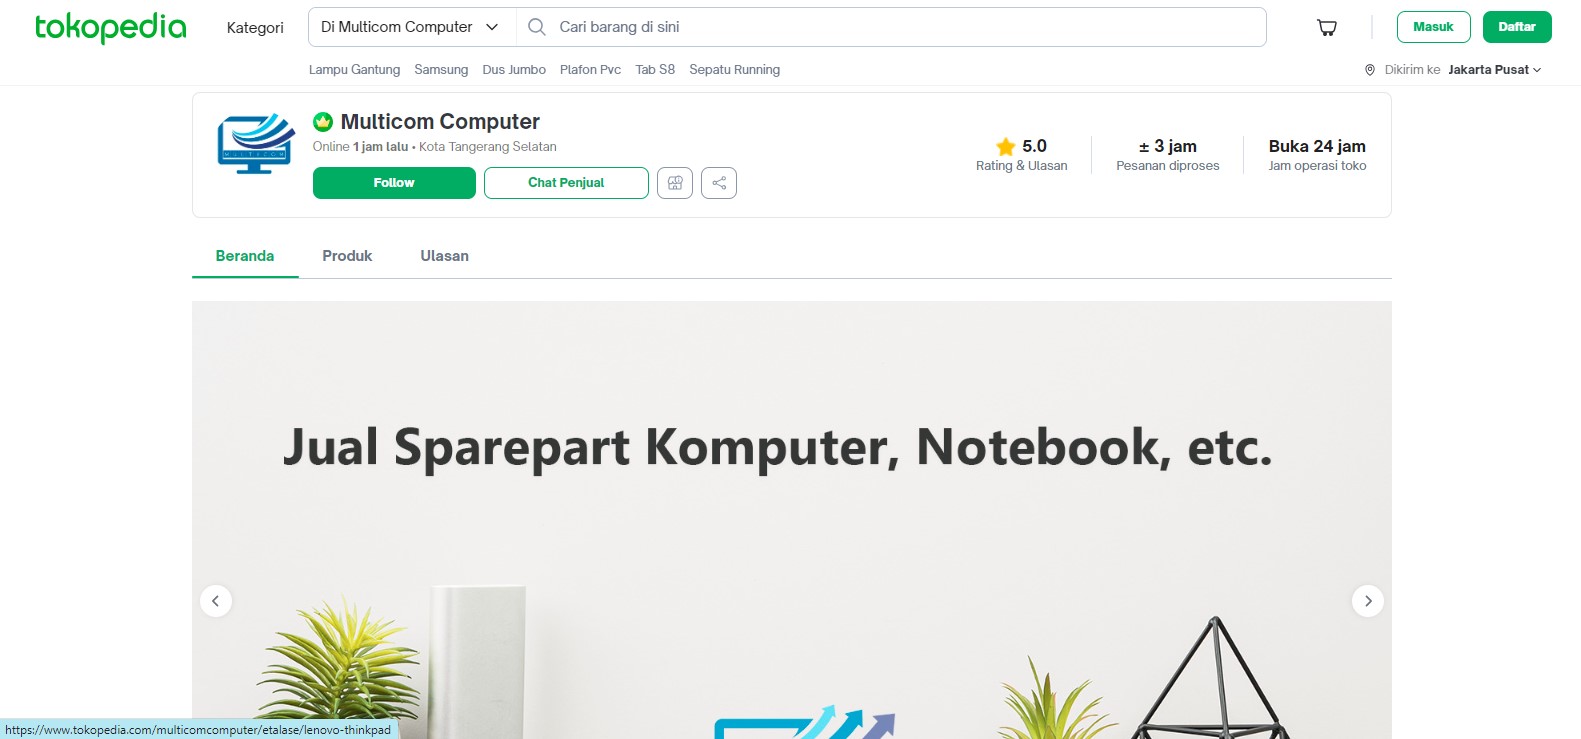 tokopedia
Kategori
Di Multicom Computer
Cari barang di sini
Masuk
Daftar
Lampu Gantung Samsung Dus Jumbo Plafon Pvc Tab S8 Sepatu Running
Dikirim ke Jakarta Pusat
MULTICOM
Multicom Computer
Online 1 jam lalu • Kota Tangerang Selatan
Follow
Chat Penjual
5.0
Rating & Ulasan
± 3 jam
Pesanan diproses
Buka 24 jam
Jam operasi toko
Beranda Produk Ulasan
Jual Sparepart Komputer, Notebook, etc.
https://www.tokopedia.com/multicomcomputer/etalase/lenovo-thinkpad